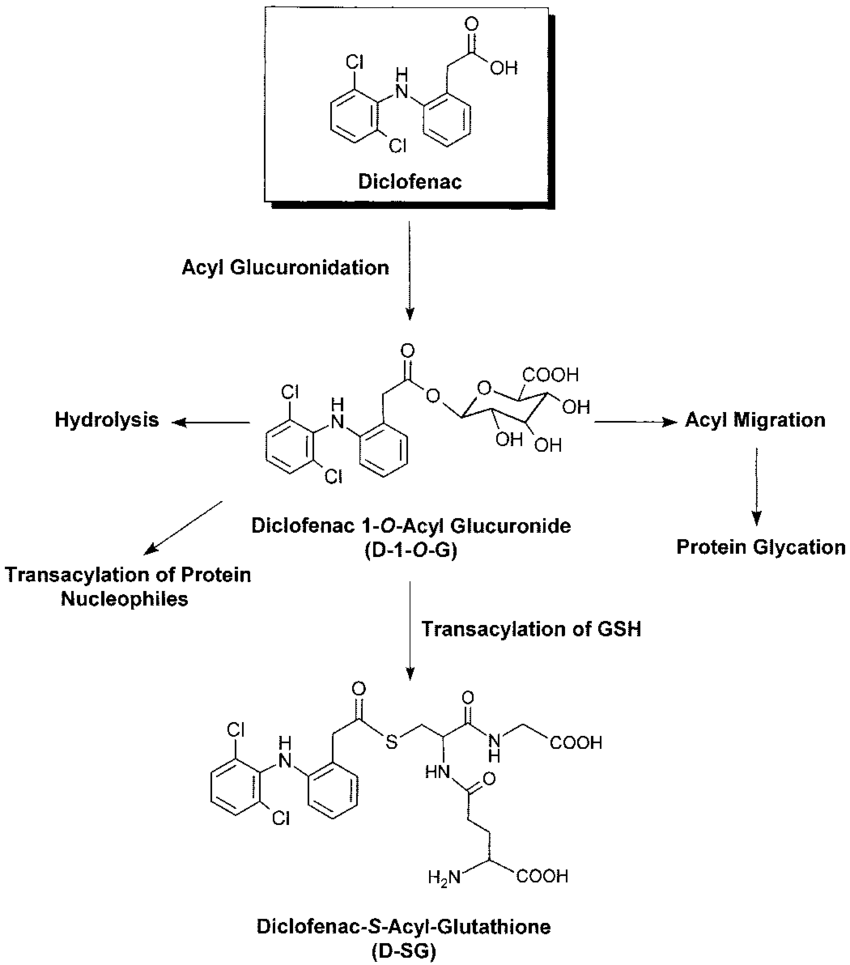 O
OH
Cl
H
N
Cl
Diclofenac
Acyl Glucuronidation
O
COOH
O
O
OH
OH
OH
Cl
H
N
Cl
Hydrolysis
Acyl Migration
Diclofenac 1-O-Acyl Glucuronide
(D-1-O-G)
Protein Glycation
Transacylation of Protein
Nucleophiles
Transacylation of GSH
O
O
Cl
H
N
S
N
H
COOH
HN
O
Cl
H2N
COOH
Diclofenac-S-Acyl-Glutathione
(D-SG)